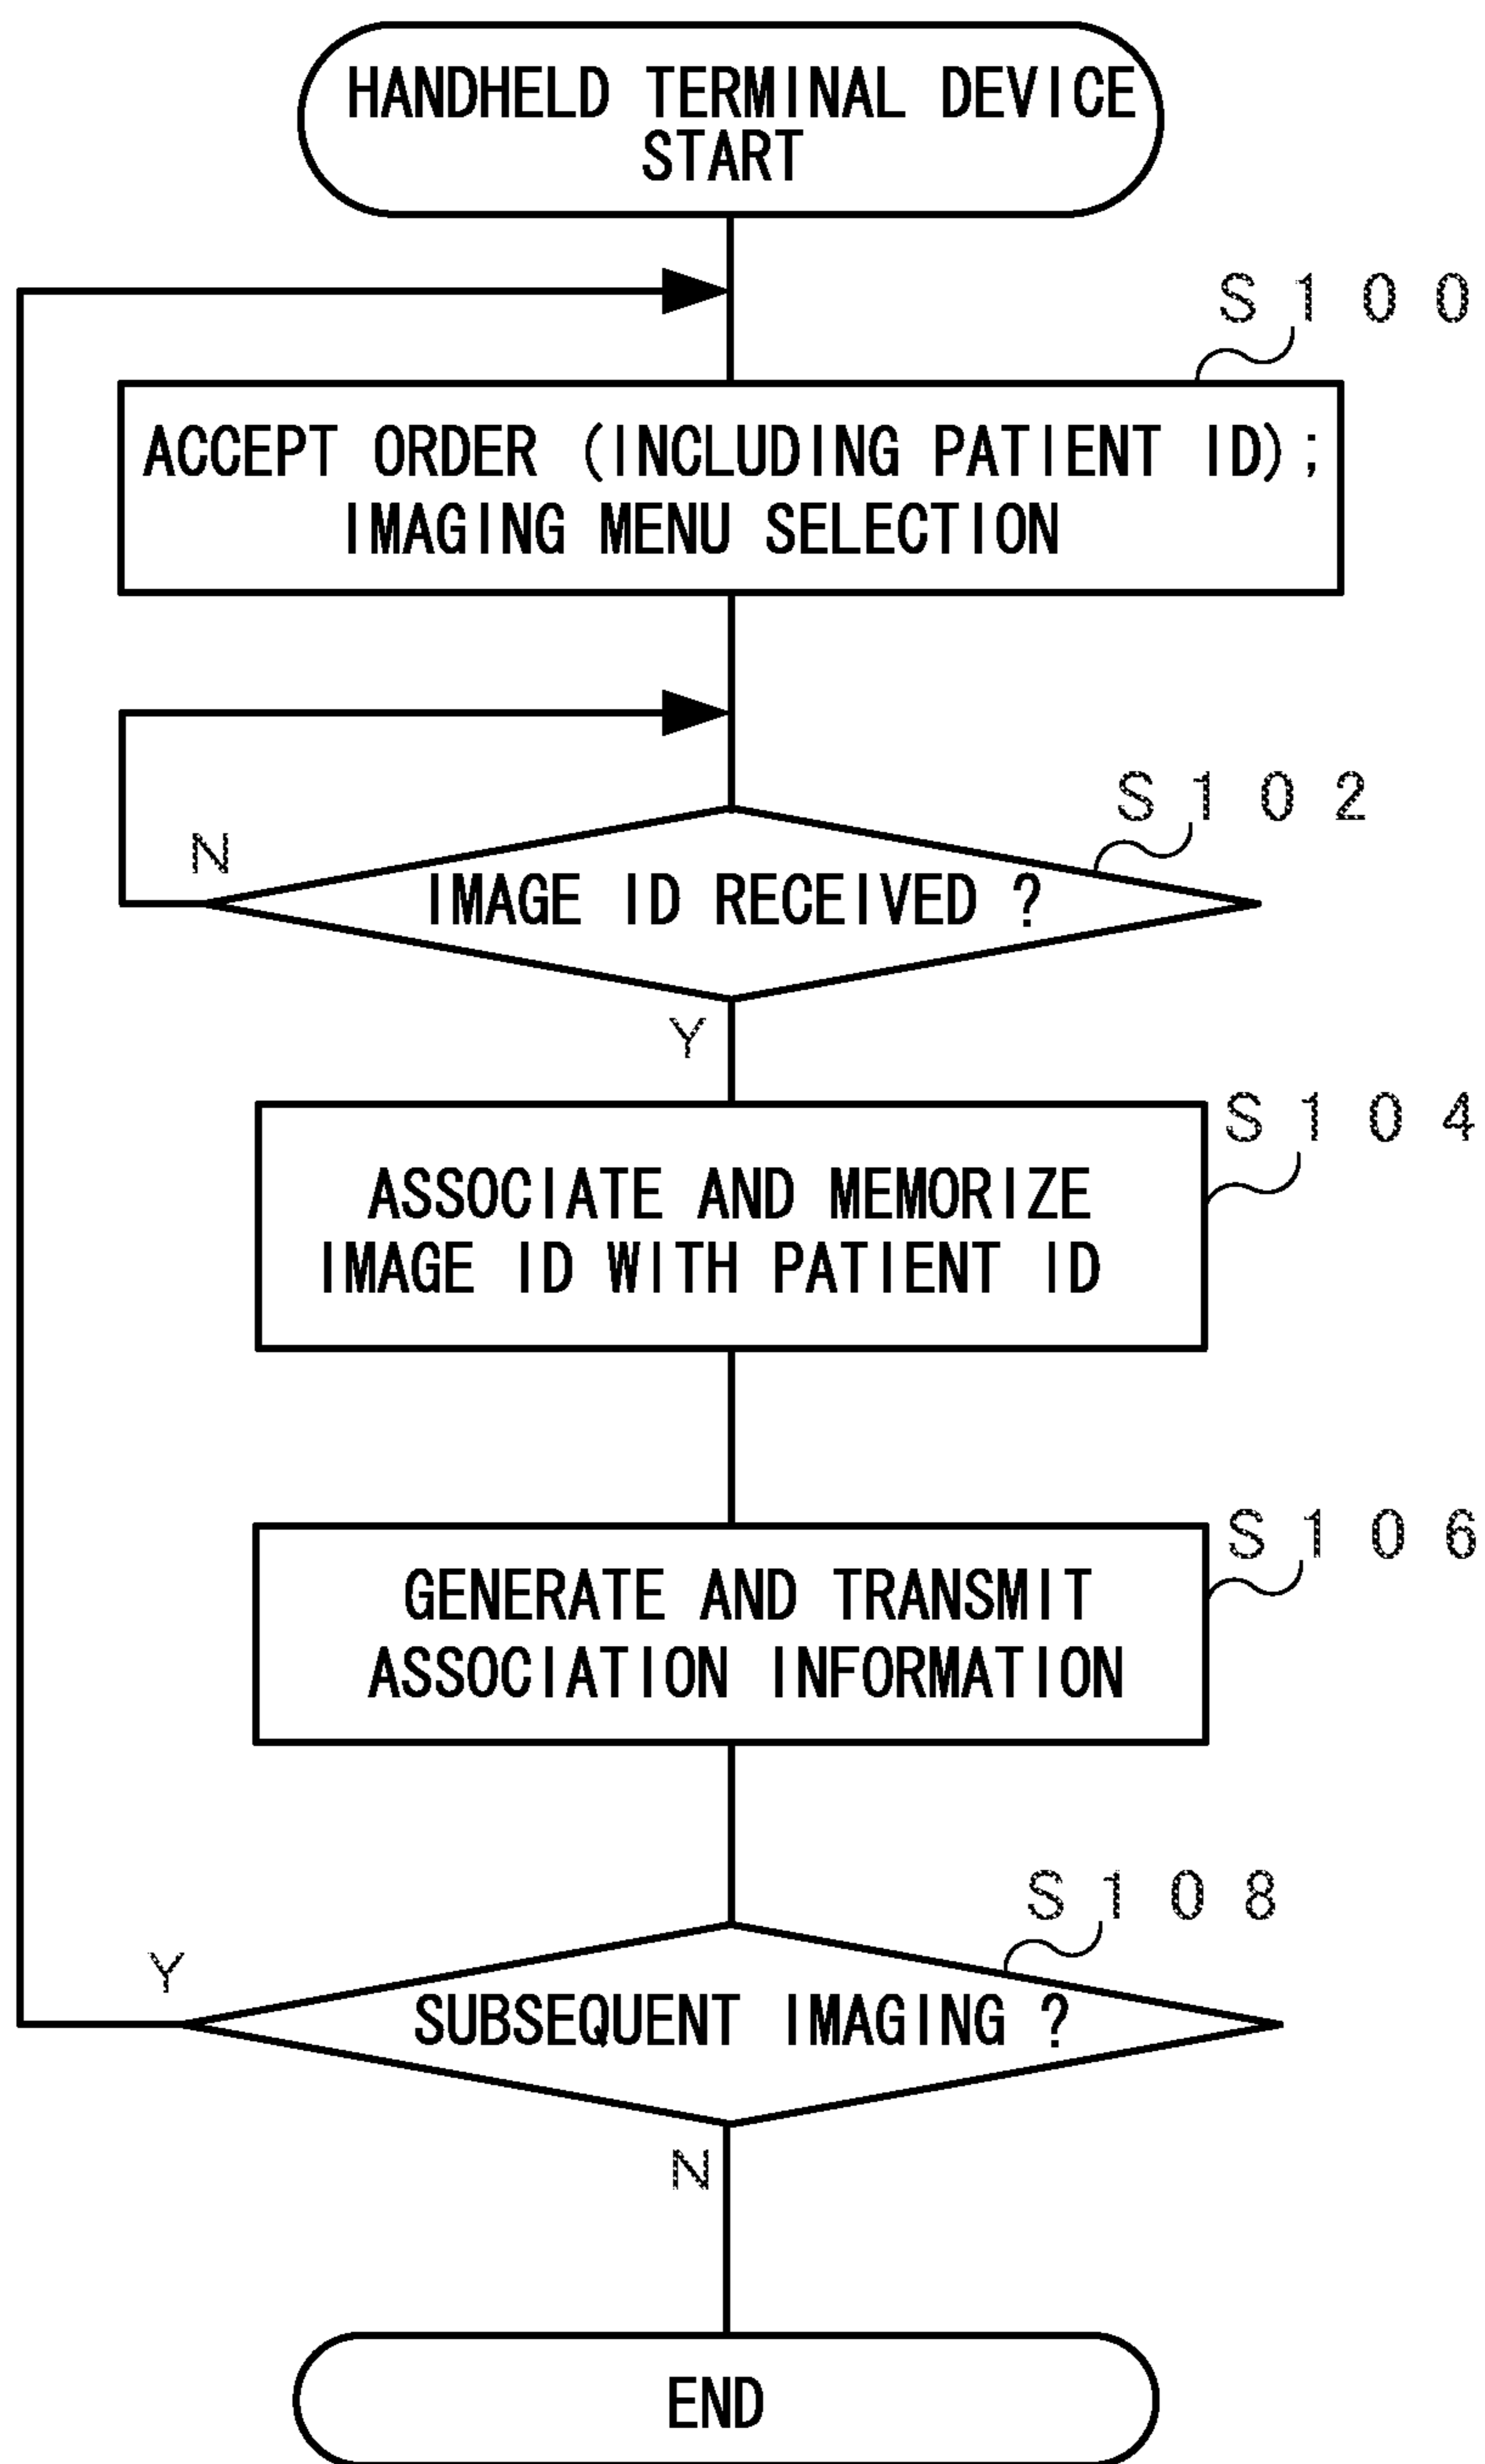 HANDHELD TERMINAL DEVICE
START
S100
ACCEPT ORDER (INCLUDING PATIENT ID);
IMAGING MENU SELECTION
S102
N
IMAGE ID RECEIVED ?
Y
S104
ASSOCIATE AND MEMORIZE
IMAGE ID WITH PATIENT ID
S106
GENERATE AND TRANSMIT
ASSOCIATION INFORMATION
S108
Y
SUBSEQUENT IMAGING ?
N
END